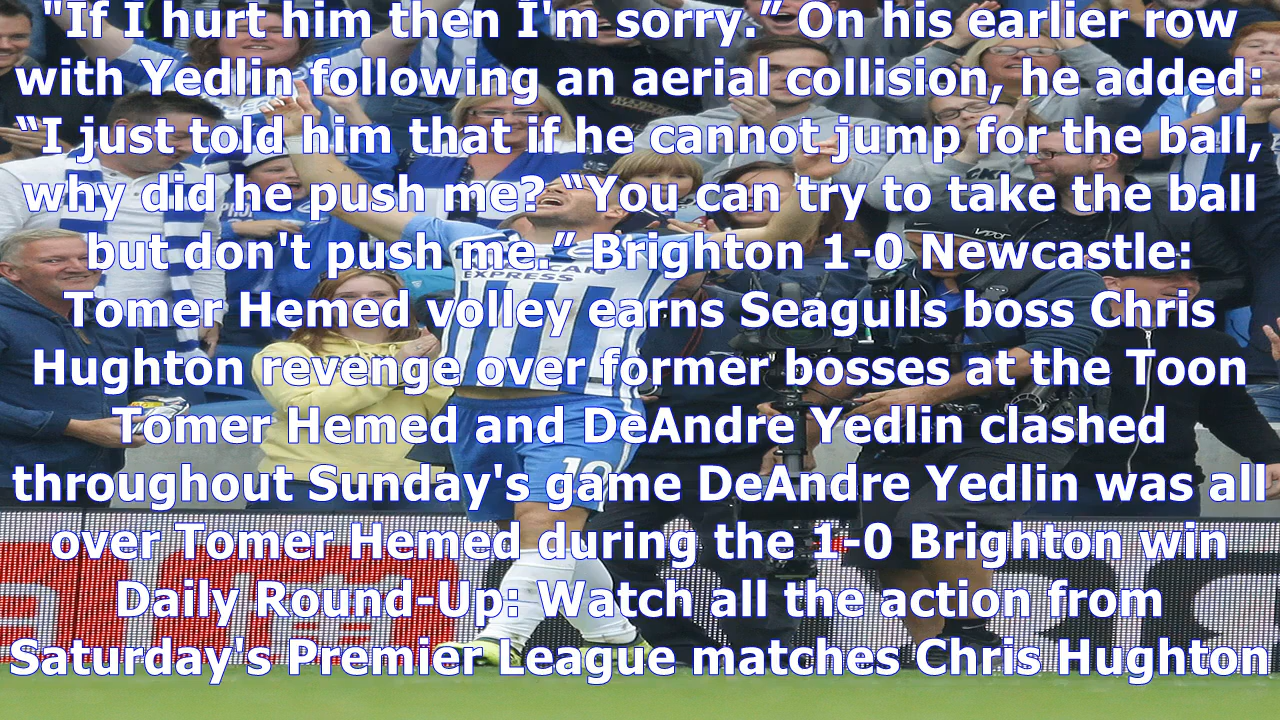 "If I hurt him then I'm sorry.” On his earlier row
with Yedlin following an aerial collision, he added:
“I just told him that if he cannot jump for the ball,
why did he push me? “You can try to take the ball
but don't push me.” Brighton 1-0 Newcastle:
Tomer Hemed volley earns Seagulls boss Chris
Hughton revenge over former bosses at the Toon
Tomer Hemed and DeAndre Yedlin clashed
throughout Sunday's game DeAndre Yedlin was all
over Tomer Hemed during the 1-0 Brighton win
Daily Round-Up: Watch all the action from
Saturday's Premier League matches Chris Hughton
EXPRESS
10